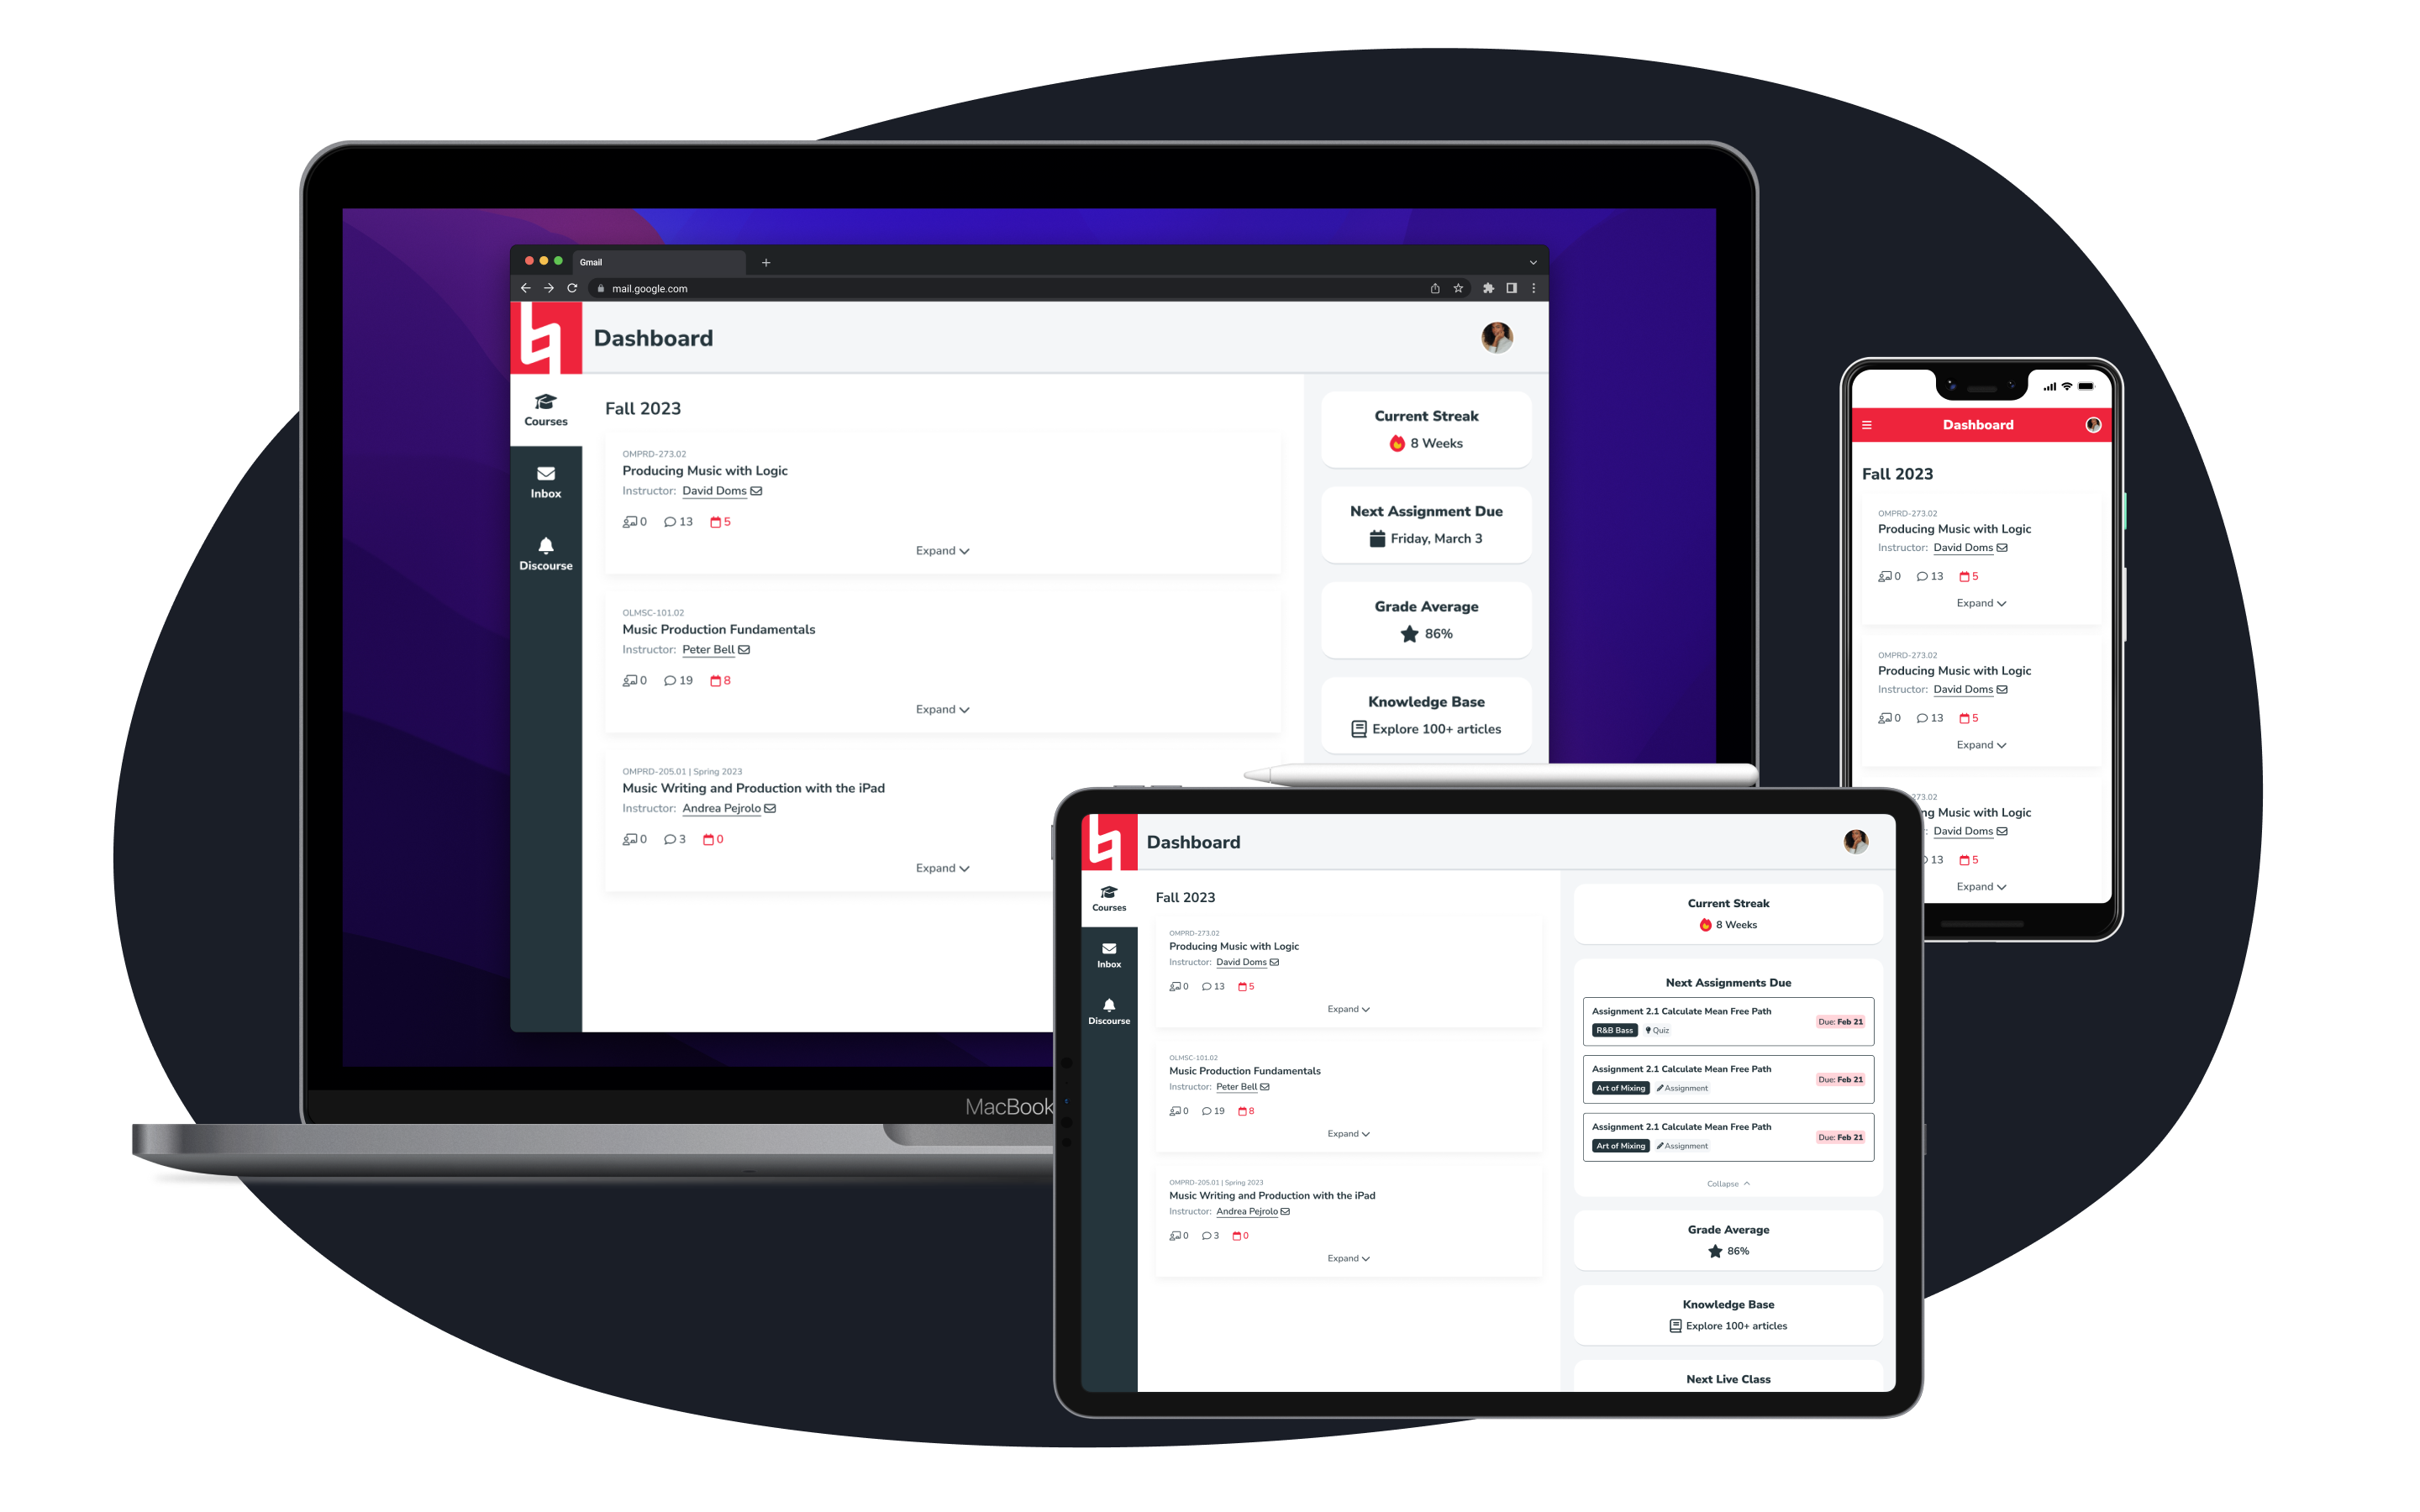 Gmail
mail.google.com
Dashboard
Courses
Inbox
Discourse
Fall 2023
OMPRD-273.02
Producing Music with Logic
Instructor: David Doms
0 13 5
Expand
OLMSC-101.02
Music Production Fundamentals
Instructor: Peter Bell
0 19 8
Expand
OMPRD-205.01 | Spring 2023
Music Writing and Production with the iPad
Instructor: Andrea Pejrolo
0 3 0
Expand
Current Streak
8 Weeks
Next Assignment Due
Friday, March 3
Grade Average
86%
Knowledge Base
Explore 100+ articles
MacBook
Dashboard
Fall 2023
OMPRD-273.02
Producing Music with Logic
Instructor: David Doms
0 13 5
Expand
OMPRD-273.02
Producing Music with Logic
Instructor: David Doms
0 13 5
Expand
273.02
ng Music with Logic
: David Doms
13 5
Expand
Dashboard
Courses
Inbox
Discourse
Fall 2023
OMPRD-273.02
Producing Music with Logic
Instructor: David Doms
0 13 5
Expand
OLMSC-101.02
Music Production Fundamentals
Instructor: Peter Bell
0 19 8
Expand
OMPRD-205.01 | Spring 2023
Music Writing and Production with the iPad
Instructor: Andrea Pejrolo
0 3 0
Expand
Current Streak
8 Weeks
Next Assignments Due
Assignment 2.1 Calculate Mean Free Path
R&B Bass Quiz
Due: Feb 21
Assignment 2.1 Calculate Mean Free Path
Art of Mixing Assignment
Due: Feb 21
Assignment 2.1 Calculate Mean Free Path
Art of Mixing Assignment
Due: Feb 21
Collapse
Grade Average
86%
Knowledge Base
Explore 100+ articles
Next Live Class